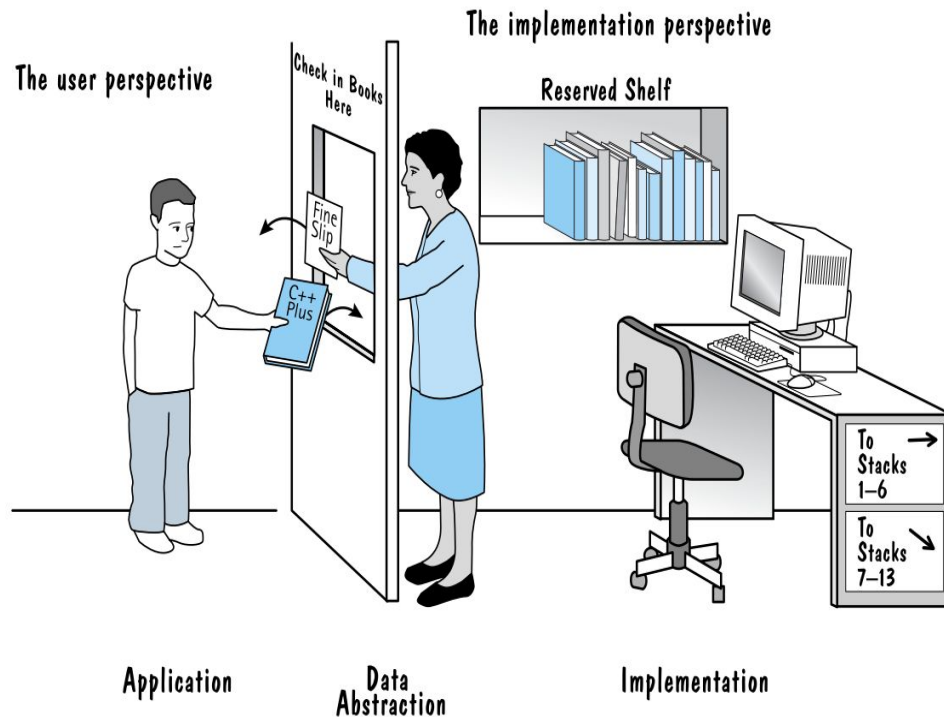 The user perspective
The implementation perspective
Check in Books
Here
Reserved Shelf
Fine
Slip
C++
Plus
To
Stacks
1–6
To
Stacks
7–13
Application
Data
Abstraction
Implementation